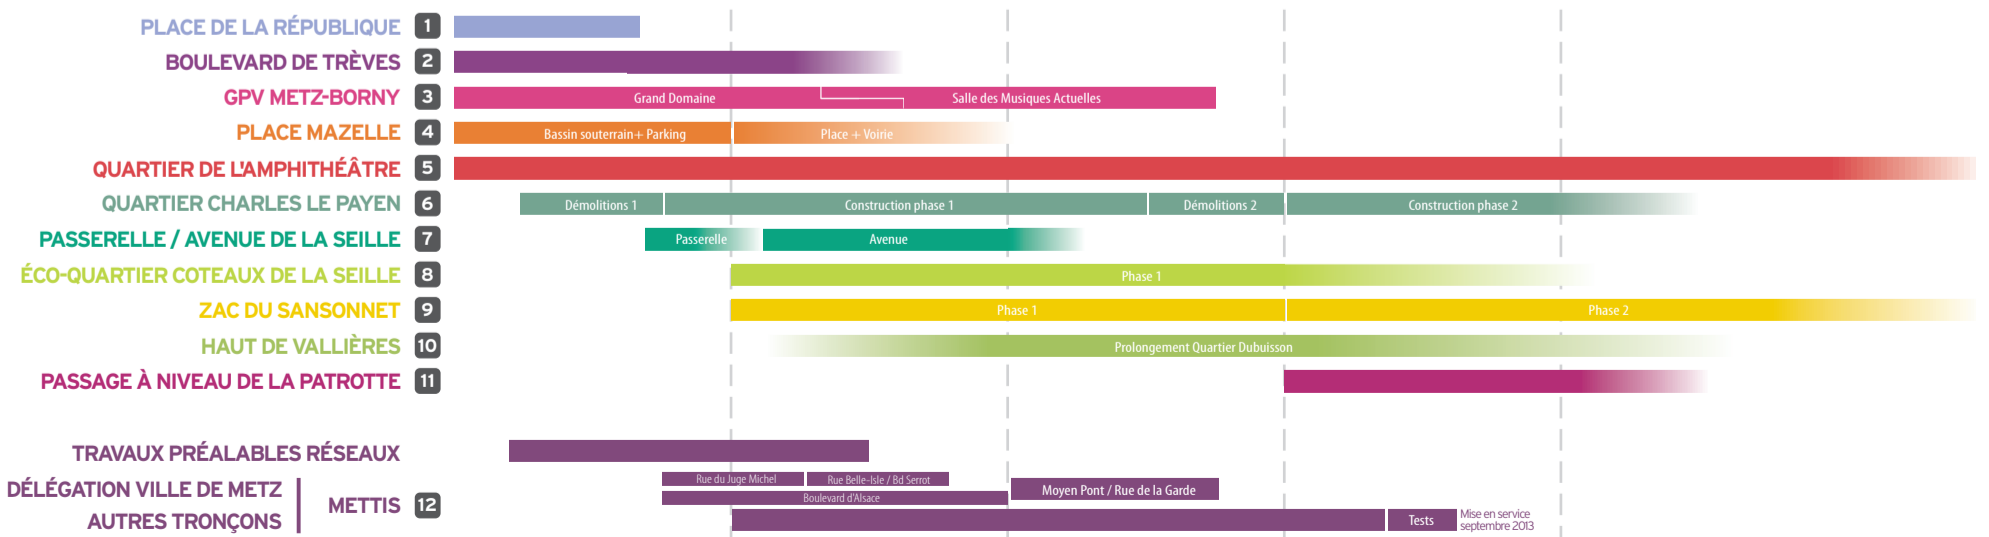 PLACE DE LA RÉPUBLIQUE 1
BOULEVARD DE TRÈVES 2
GPV METZ-BORNY 3 Grand Domaine Salle des Musiques Actuelles
PLACE MAZELLE 4 Bassin souterrain+ Parking Place + Voirie
QUARTIER DE L'AMPHITHÉÂTRE 5
QUARTIER CHARLES LE PAYEN 6 Démolitions 1 Construction phase 1 Démolitions 2 Construction phase 2
PASSERELLE / AVENUE DE LA SEILLE 7 Passerelle Avenue
ÉCO-QUARTIER COTEAUX DE LA SEILLE 8 Phase 1
ZAC DU SANSONNET 9 Phase 1 Phase 2
HAUT DE VALLIÈRES 10 Prolongement Quartier Dubuisson
PASSAGE À NIVEAU DE LA PATROTTE 11
TRAVAUX PRÉALABLES RÉSEAUX
Rue du Juge Michel Rue Belle-Isle / Bd Serrot
DÉLÉGATION VILLE DE METZ Moyen Pont / Rue de la Garde
Boulevard d'Alsace
METTIS 12
AUTRES TRONÇONS Tests
Mise en service
septembre 2013